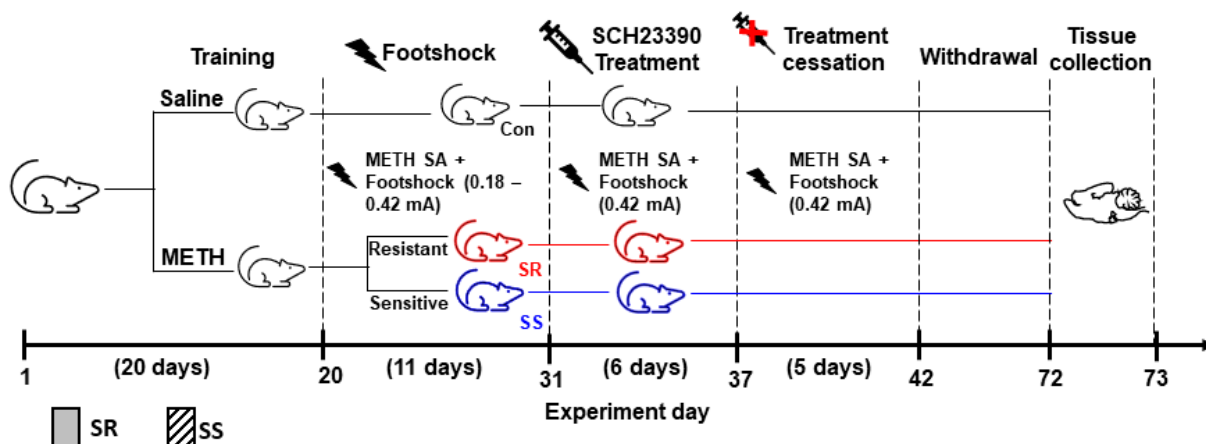 Training
Footshock
SCH23390
Treatment
Treatment
cessation
Withdrawal
Tissue
collection
Saline
Con
METH SA +
Footshock (0.18 –
0.42 mA)
METH SA +
Footshock
(0.42 mA)
METH SA +
Footshock
(0.42 mA)
METH
Resistant
SR
Sensitive
SS
1
(20 days)
20
(11 days)
31
(6 days)
37
(5 days)
42
72
73
Experiment day
SR
SS